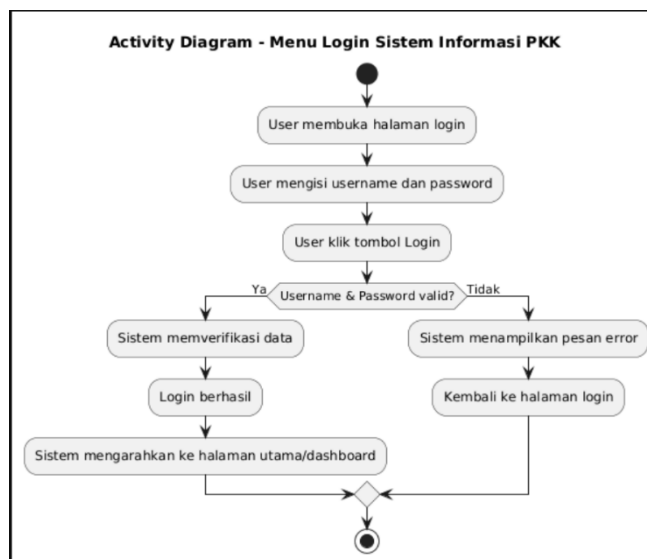 Activity Diagram - Menu Login Sistem Informasi PKK
User membuka halaman login
User mengisi username dan password
User klik tombol Login
Ya
Username & Password valid?
Tidak
Sistem memverifikasi data
Sistem menampilkan pesan error
Login berhasil
Kembali ke halaman login
Sistem mengarahkan ke halaman utama/dashboard